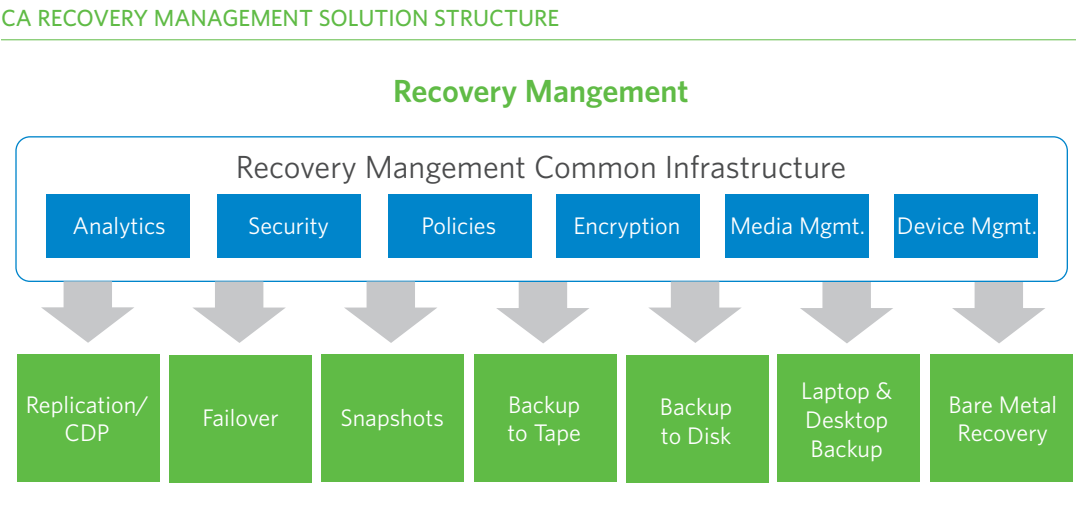 CA RECOVERY MANAGEMENT SOLUTION STRUCTURE
Recovery Mangement
Recovery Mangement Common Infrastructure
Analytics
Security
Policies
Encryption
Media Mgmt.
Device Mgmt.
Replication/
CDP
Failover
Snapshots
Backup
to Tape
Backup
to Disk
Laptop &
Desktop
Backup
Bare Metal
Recovery